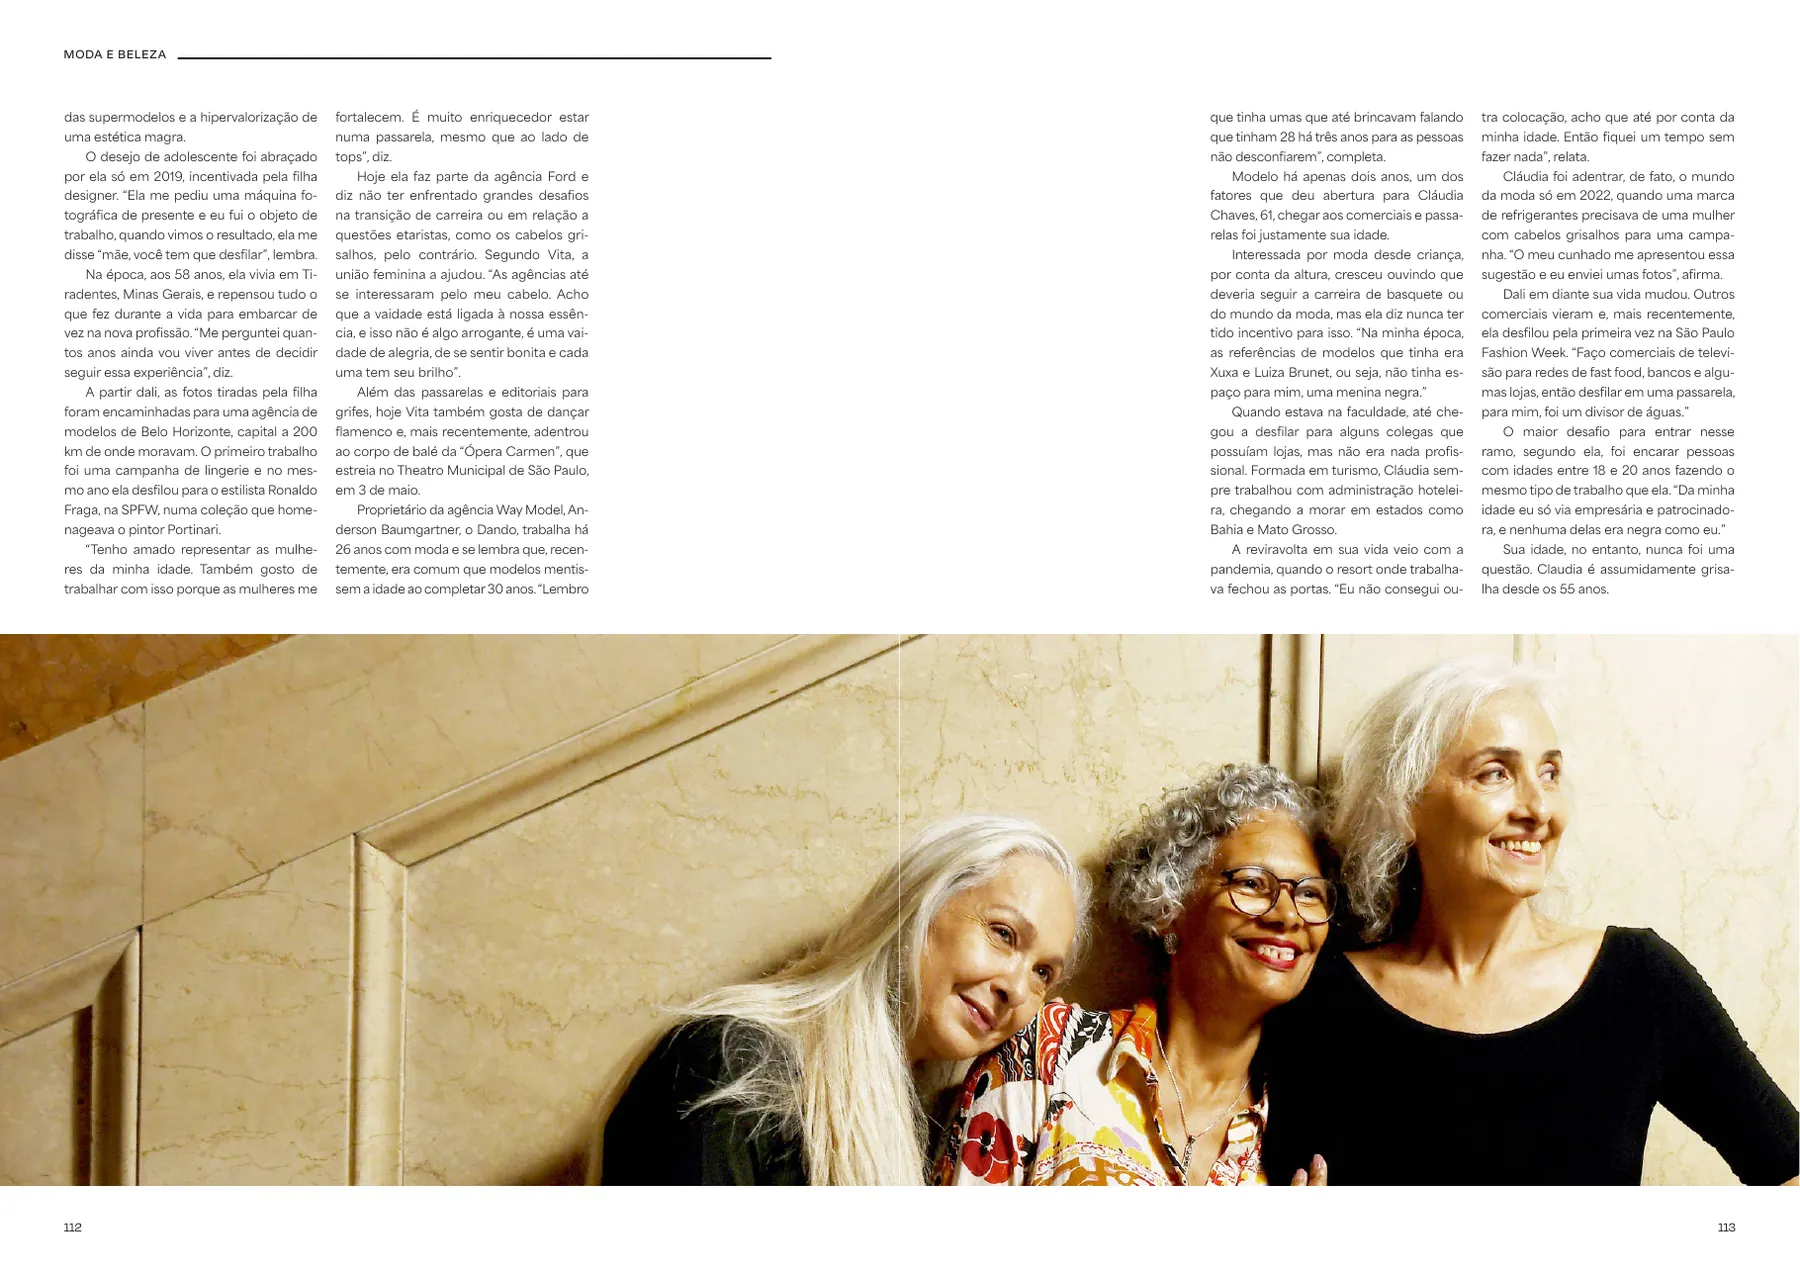 MODA E BELEZA
das supermodelos e a hipervalorização de
uma estética magra.
O desejo de adolescente foi abraçado
por ela só em 2019, incentivada pela filha
designer. “Ela me pediu uma máquina fo-
tográfica de presente e eu fui o objeto de
trabalho, quando vimos o resultado, ela me
disse “mãe, você tem que desfilar”, lembra.
Na época, aos 58 anos, ela vivia em Ti-
radentes, Minas Gerais, e repensou tudo o
que fez durante a vida para embarcar de
vez na nova profissão. “Me perguntei quan-
tos anos ainda vou viver antes de decidir
seguir essa experiência”, diz.
A partir dali, as fotos tiradas pela filha
foram encaminhadas para uma agência de
modelos de Belo Horizonte, capital a 200
km de onde moravam. O primeiro trabalho
foi uma campanha de lingerie e no mes-
mo ano ela desfilou para o estilista Ronaldo
Fraga, na SPFW, numa coleção que home-
nageava o pintor Portinari.
“Tenho amado representar as mulhe-
res da minha idade. Também gosto de
trabalhar com isso porque as mulheres me
fortalecem. É muito enriquecedor estar
numa passarela, mesmo que ao lado de
tops”, diz.
Hoje ela faz parte da agência Ford e
diz não ter enfrentado grandes desafios
na transição de carreira ou em relação a
questões etaristas, como os cabelos gri-
salhos, pelo contrário. Segundo Vita, a
união feminina a ajudou. “As agências até
se interessaram pelo meu cabelo. Acho
que a vaidade está ligada à nossa essên-
cia, e isso não é algo arrogante, é uma vai-
dade de alegria, de se sentir bonita e cada
uma tem seu brilho”.
Além das passarelas e editoriais para
grifes, hoje Vita também gosta de dançar
flamenco e, mais recentemente, adentrou
ao corpo de balé da “Ópera Carmen”, que
estreia no Theatro Municipal de São Paulo,
em 3 de maio.
Proprietário da agência Way Model, An-
derson Baumgartner, o Dando, trabalha há
26 anos com moda e se lembra que, recen-
temente, era comum que modelos mentis-
sem a idade ao completar 30 anos. “Lembro
que tinha umas que até brincavam falando
que tinham 28 há três anos para as pessoas
não desconfiarem”, completa.
Modelo há apenas dois anos, um dos
fatores que deu abertura para Cláudia
Chaves, 61, chegar aos comerciais e passa-
relas foi justamente sua idade.
Interessada por moda desde criança,
por conta da altura, cresceu ouvindo que
deveria seguir a carreira de basquete ou
do mundo da moda, mas ela diz nunca ter
tido incentivo para isso. “Na minha época,
as referências de modelos que tinha era
Xuxa e Luiza Brunet, ou seja, não tinha es-
paço para mim, uma menina negra.”
Quando estava na faculdade, até che-
gou a desfilar para alguns colegas que
possuíam lojas, mas não era nada profis-
sional. Formada em turismo, Cláudia sem-
pre trabalhou com administração hotelei-
ra, chegando a morar em estados como
Bahia e Mato Grosso.
A reviravolta em sua vida veio com a
pandemia, quando o resort onde trabalha-
va fechou as portas. “Eu não consegui ou-
tra colocação, acho que até por conta da
minha idade. Então fiquei um tempo sem
fazer nada”, relata.
Cláudia foi adentrar, de fato, o mundo
da moda só em 2022, quando uma marca
de refrigerantes precisava de uma mulher
com cabelos grisalhos para uma campa-
nha. “O meu cunhado me apresentou essa
sugestão e eu enviei umas fotos”, afirma.
Dali em diante sua vida mudou. Outros
comerciais vieram e, mais recentemente,
ela desfilou pela primeira vez na São Paulo
Fashion Week. “Faço comerciais de televi-
são para redes de fast food, bancos e algu-
mas lojas, então desfilar em uma passarela,
para mim, foi um divisor de águas.”
O maior desafio para entrar nesse
ramo, segundo ela, foi encarar pessoas
com idades entre 18 e 20 anos fazendo o
mesmo tipo de trabalho que ela. “Da minha
idade eu só via empresária e patrocinado-
ra, e nenhuma delas era negra como eu.”
Sua idade, no entanto, nunca foi uma
questão. Claudia é assumidamente grisa-
lha desde os 55 anos.
112
113